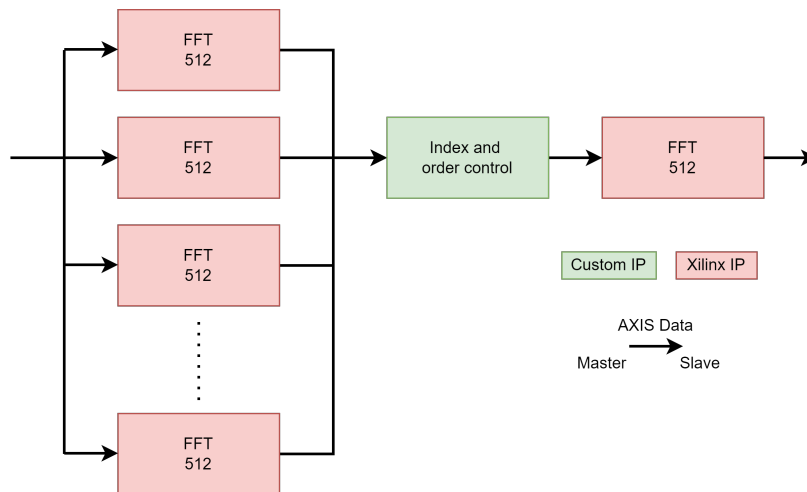 FFT
512
FFT
512
Index and
order control
FFT
512
FFT
512
Custom IP
Xilinx IP
AXIS Data
Master
Slave
FFT
512